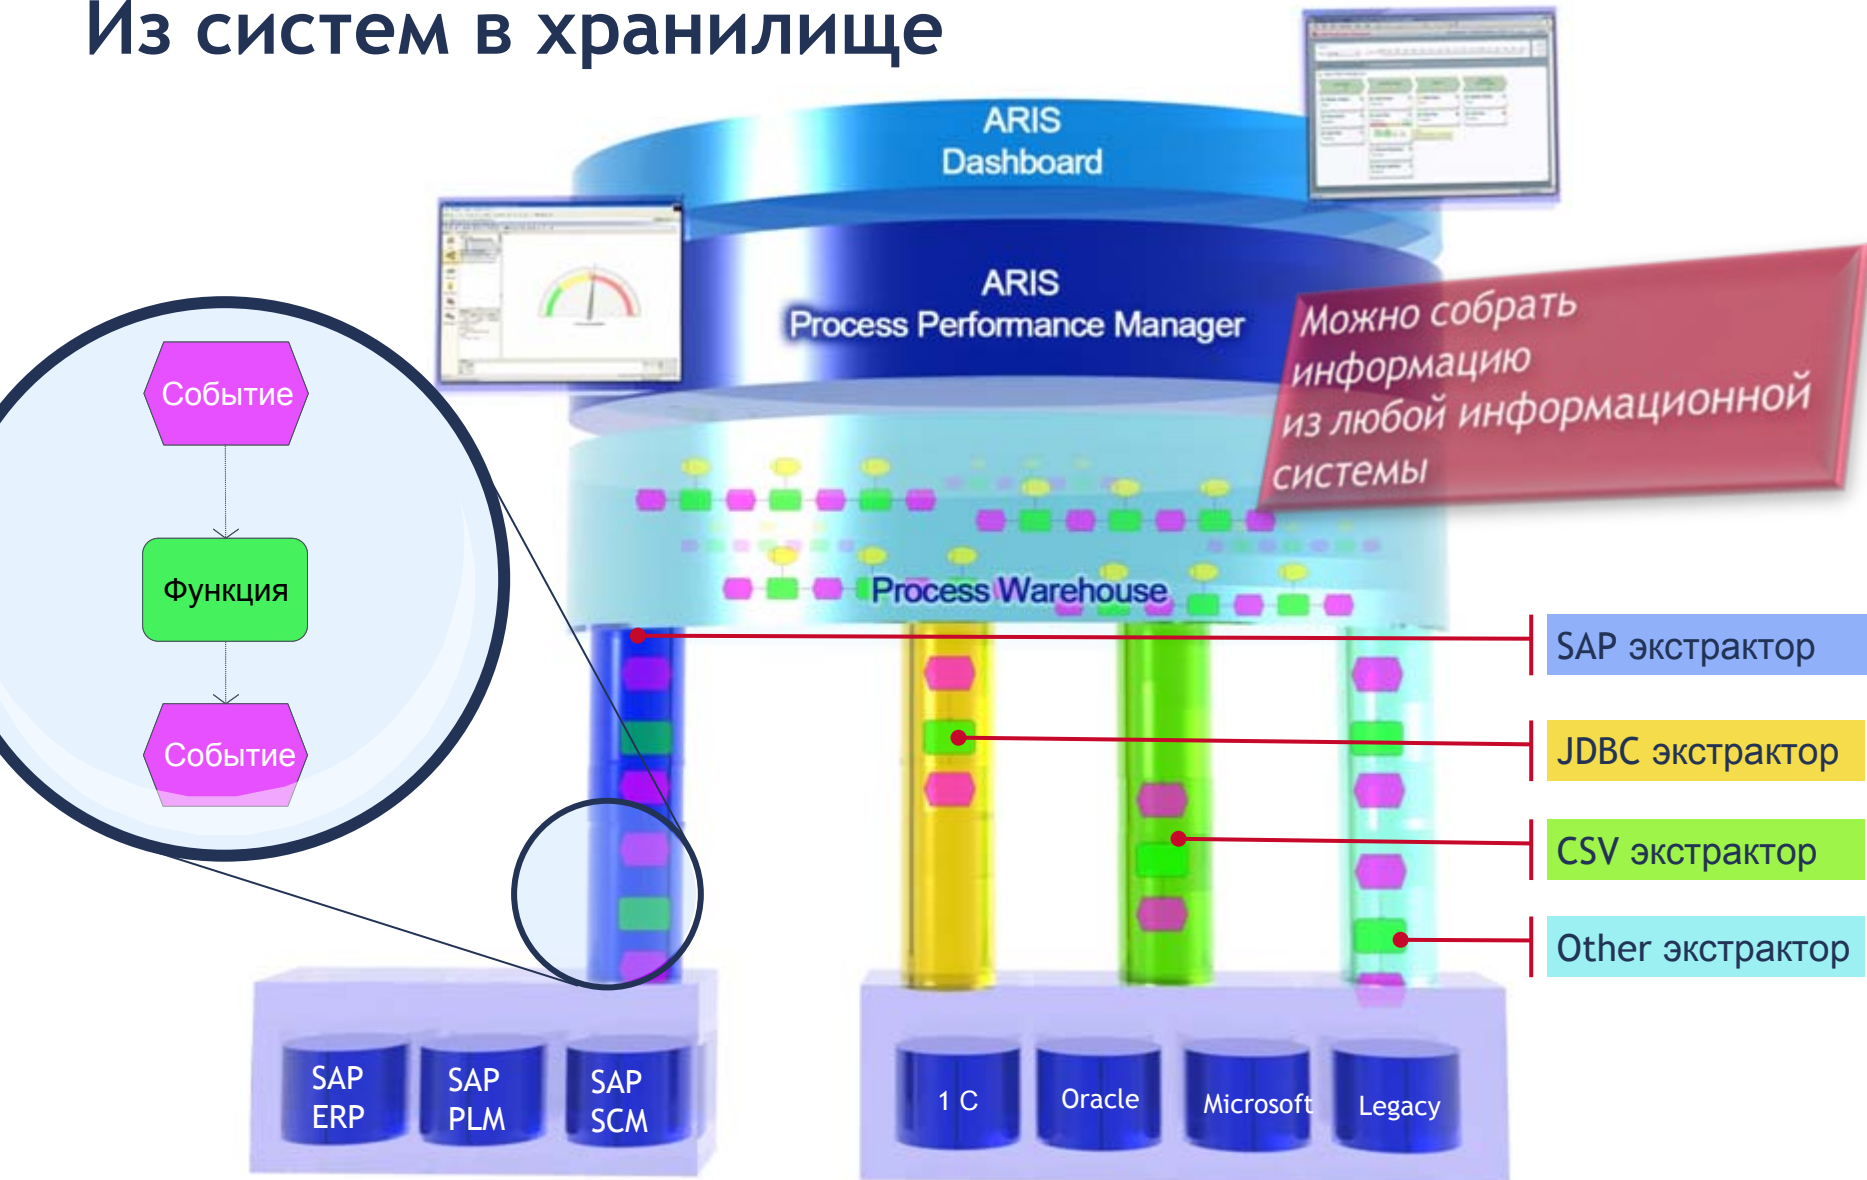 Из систем в хранилище
ARIS
Dashboard
ARIS
Process Performance Manager
Можно собрать
информацию
из любой информационной
системы
Событие
Функция
Событие
Process Warehouse
SAP экстрактор
JDBC экстрактор
CSV экстрактор
Other экстрактор
SAP
ERP
SAP
PLM
SAP
SCM
1 C
Oracle
Microsoft
Legacy